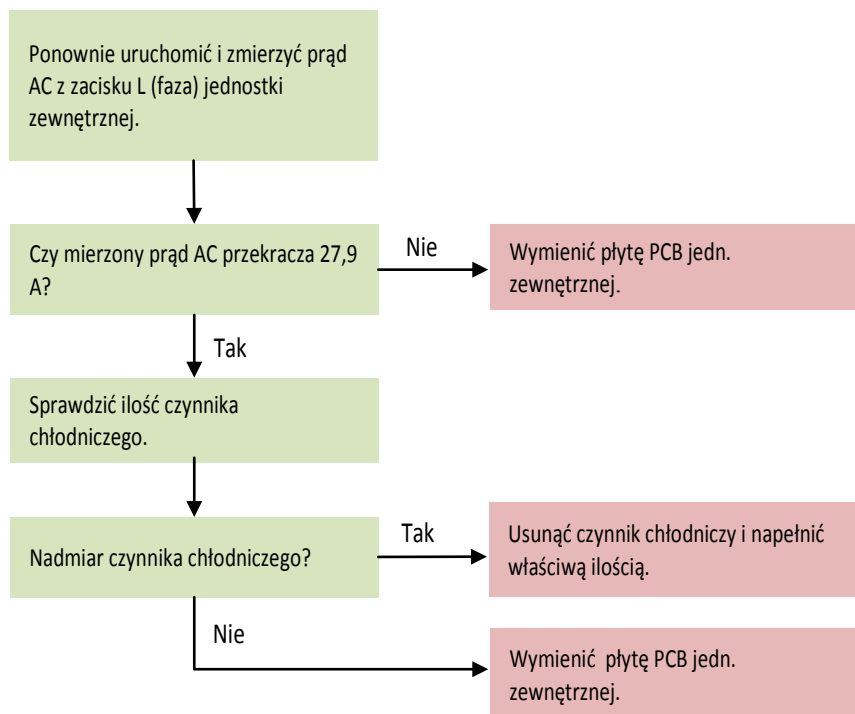 Ponownie uruchomić i zmierzyć prąd
AC z zacisku L (faza) jednostki
zewnętrznej.
Czy mierzony prąd AC przekracza 27,9
A?
Nie
Wymienić płytę PCB jedn.
zewnętrznej.
Tak
Sprawdzić ilość czynnika
chłodniczego.
Nadmiar czynnika chłodniczego?
Tak
Usunąć czynnik chłodniczy i napełnić
właściwą ilością.
Nie
Wymienić płytę PCB jedn.
zewnętrznej.